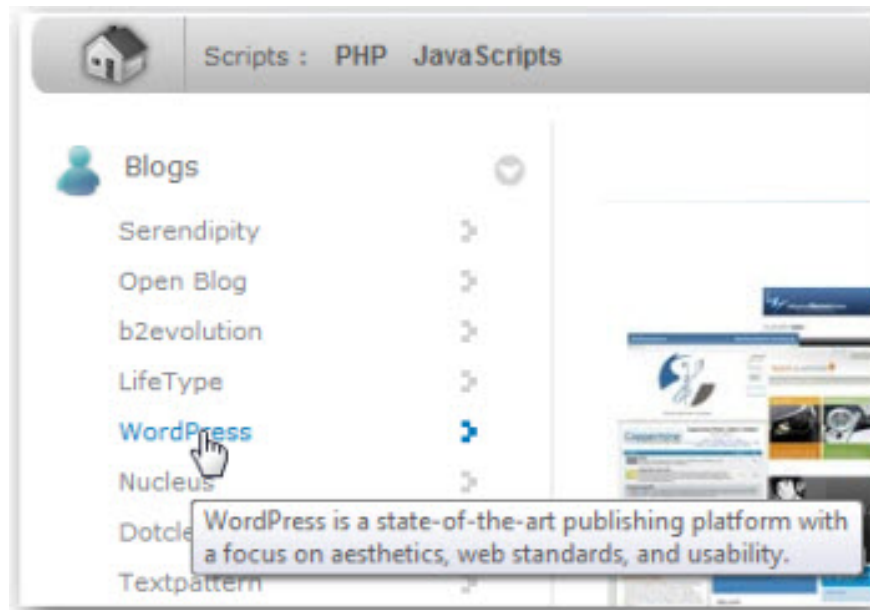 Scripts : PHP JavaScripts
Blogs
Serendipity
Open Blog
b2evolution
LifeType
WordPress
Nucleus
WordPress is a state-of-the-art publishing platform with
a focus on aesthetics, web standards, and usability.
Textpattern